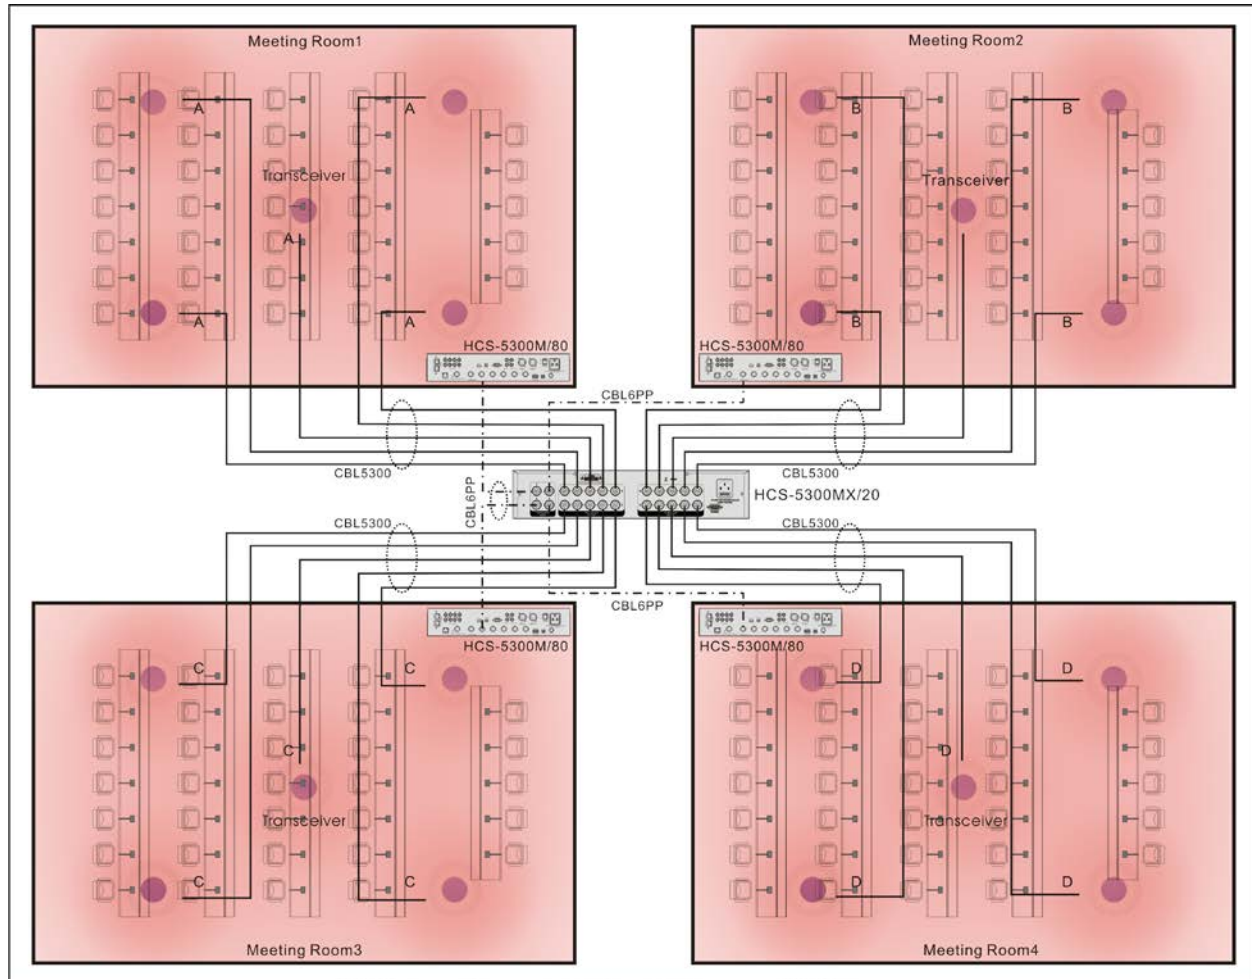 Meeting Room1
Meeting Room2
A
A
B
B
Transceiver
Transceiver
A
A
A
B
B
HCS-5300M/80
HCS-5300M/80
CBL6PP
CBL5300
CBL5300
CBL6PP
HCS-5300MX/20
CBL5300
CBL5300
CBL6PP
HCS-5300M/80
HCS-5300M/80
C
C
D
D
C
D
Transceiver
Transceiver
C
C
D
D
Meeting Room3
Meeting Room4